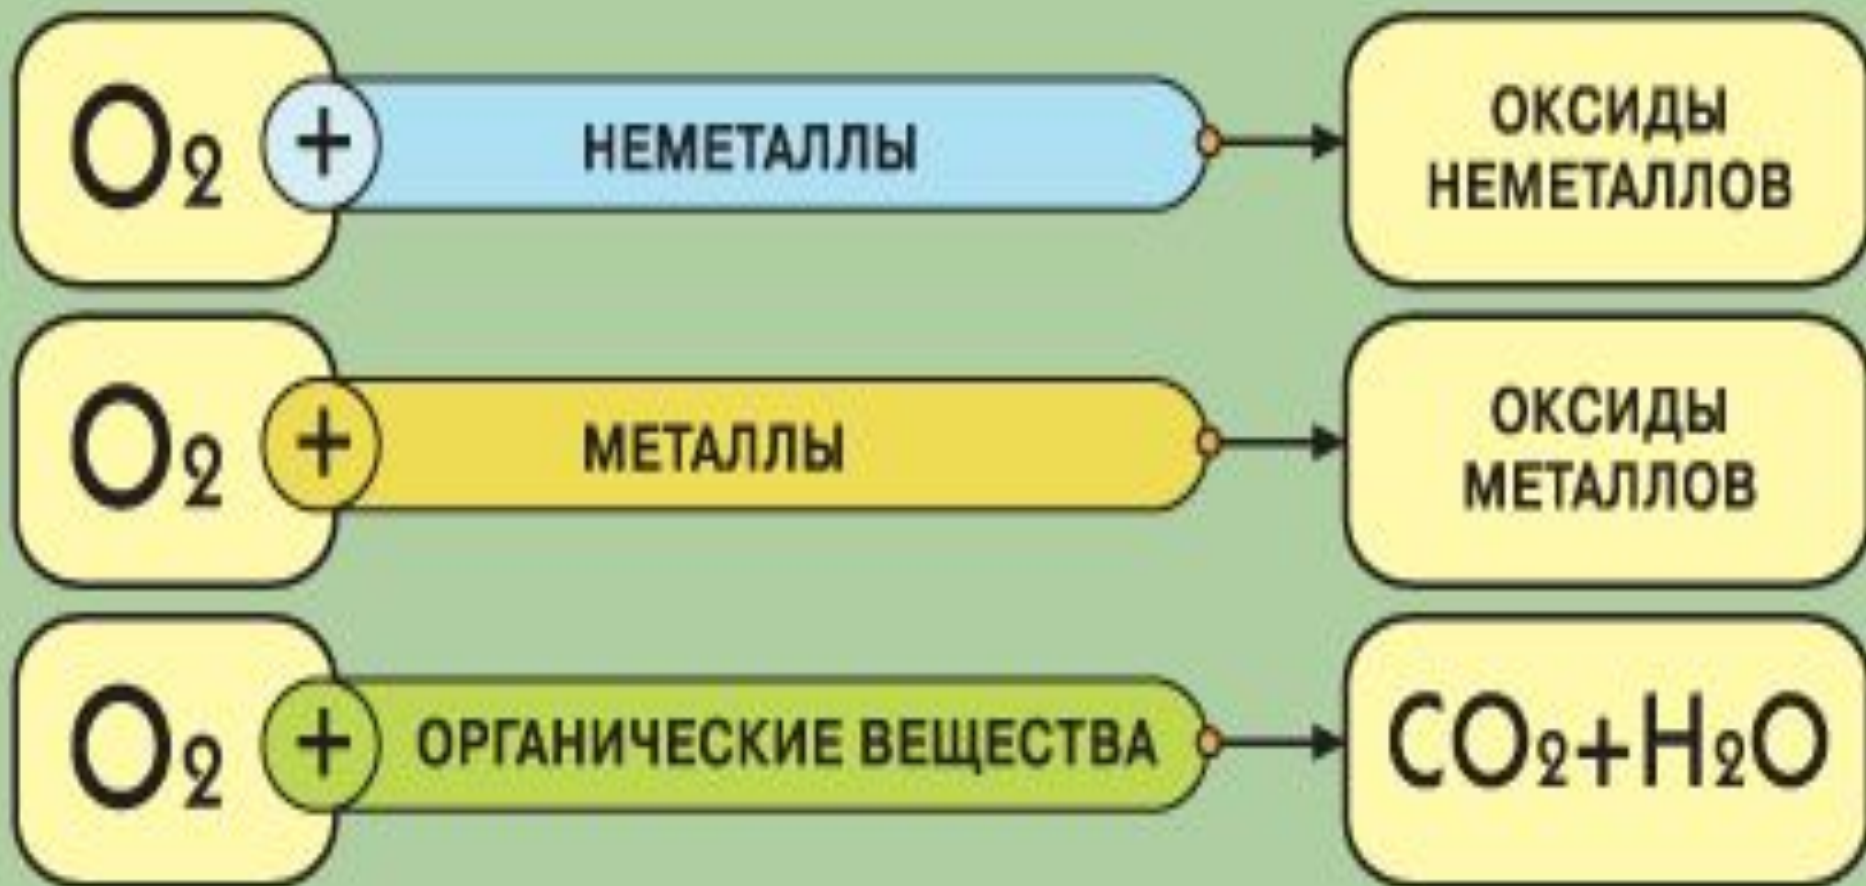 O₂ + НЕМЕТАЛЛЫ ОКСИДЫ НЕМЕТАЛЛОВ
O₂ + МЕТАЛЛЫ ОКСИДЫ МЕТАЛЛОВ
O₂ + ОРГАНИЧЕСКИЕ ВЕЩЕСТВА CO₂+H₂O